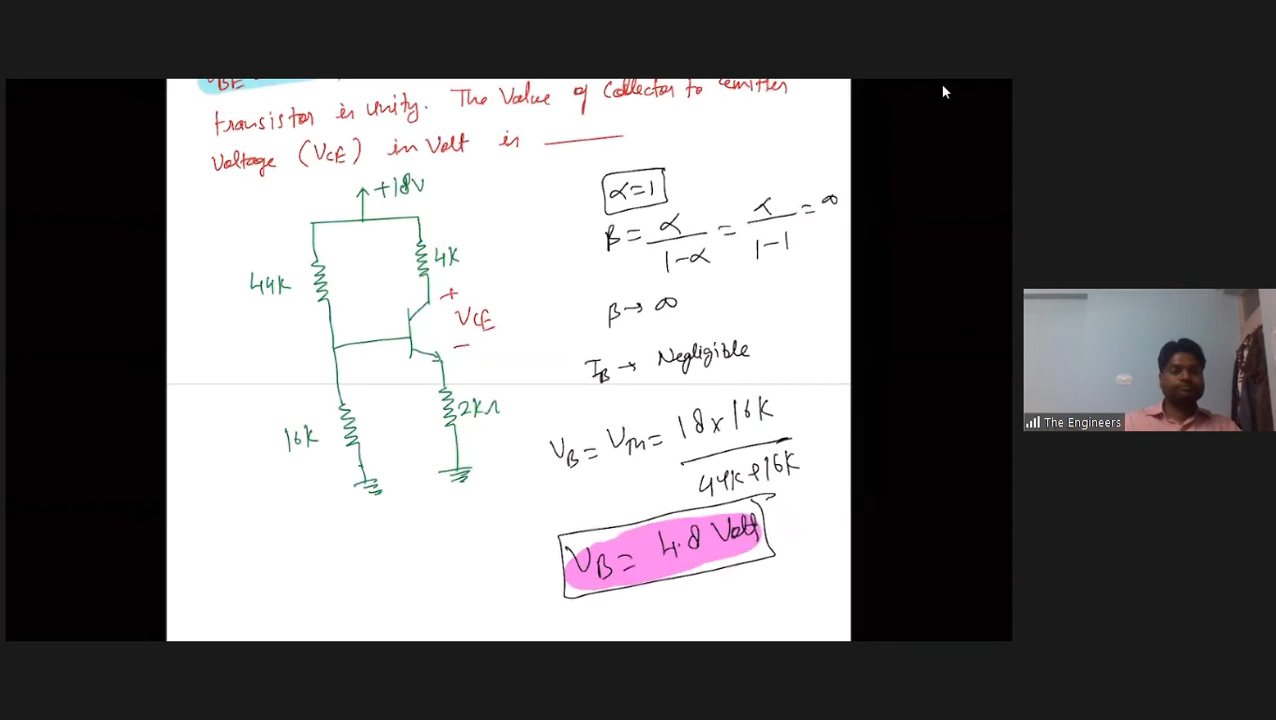 VBE
transistor is unity. The Value of Collector to emitter
Voltage (VCE) in Volt is ———
+18V
44K
4K
+
VCE
–
16K
2KΩ
α=1
β = α / 1-α = α / 1-1 = ∞
β→ ∞
IB → Negligible
VB = VTh = 18 x 16K / 44K+16K
VB = 4.8 Volt
The Engineers